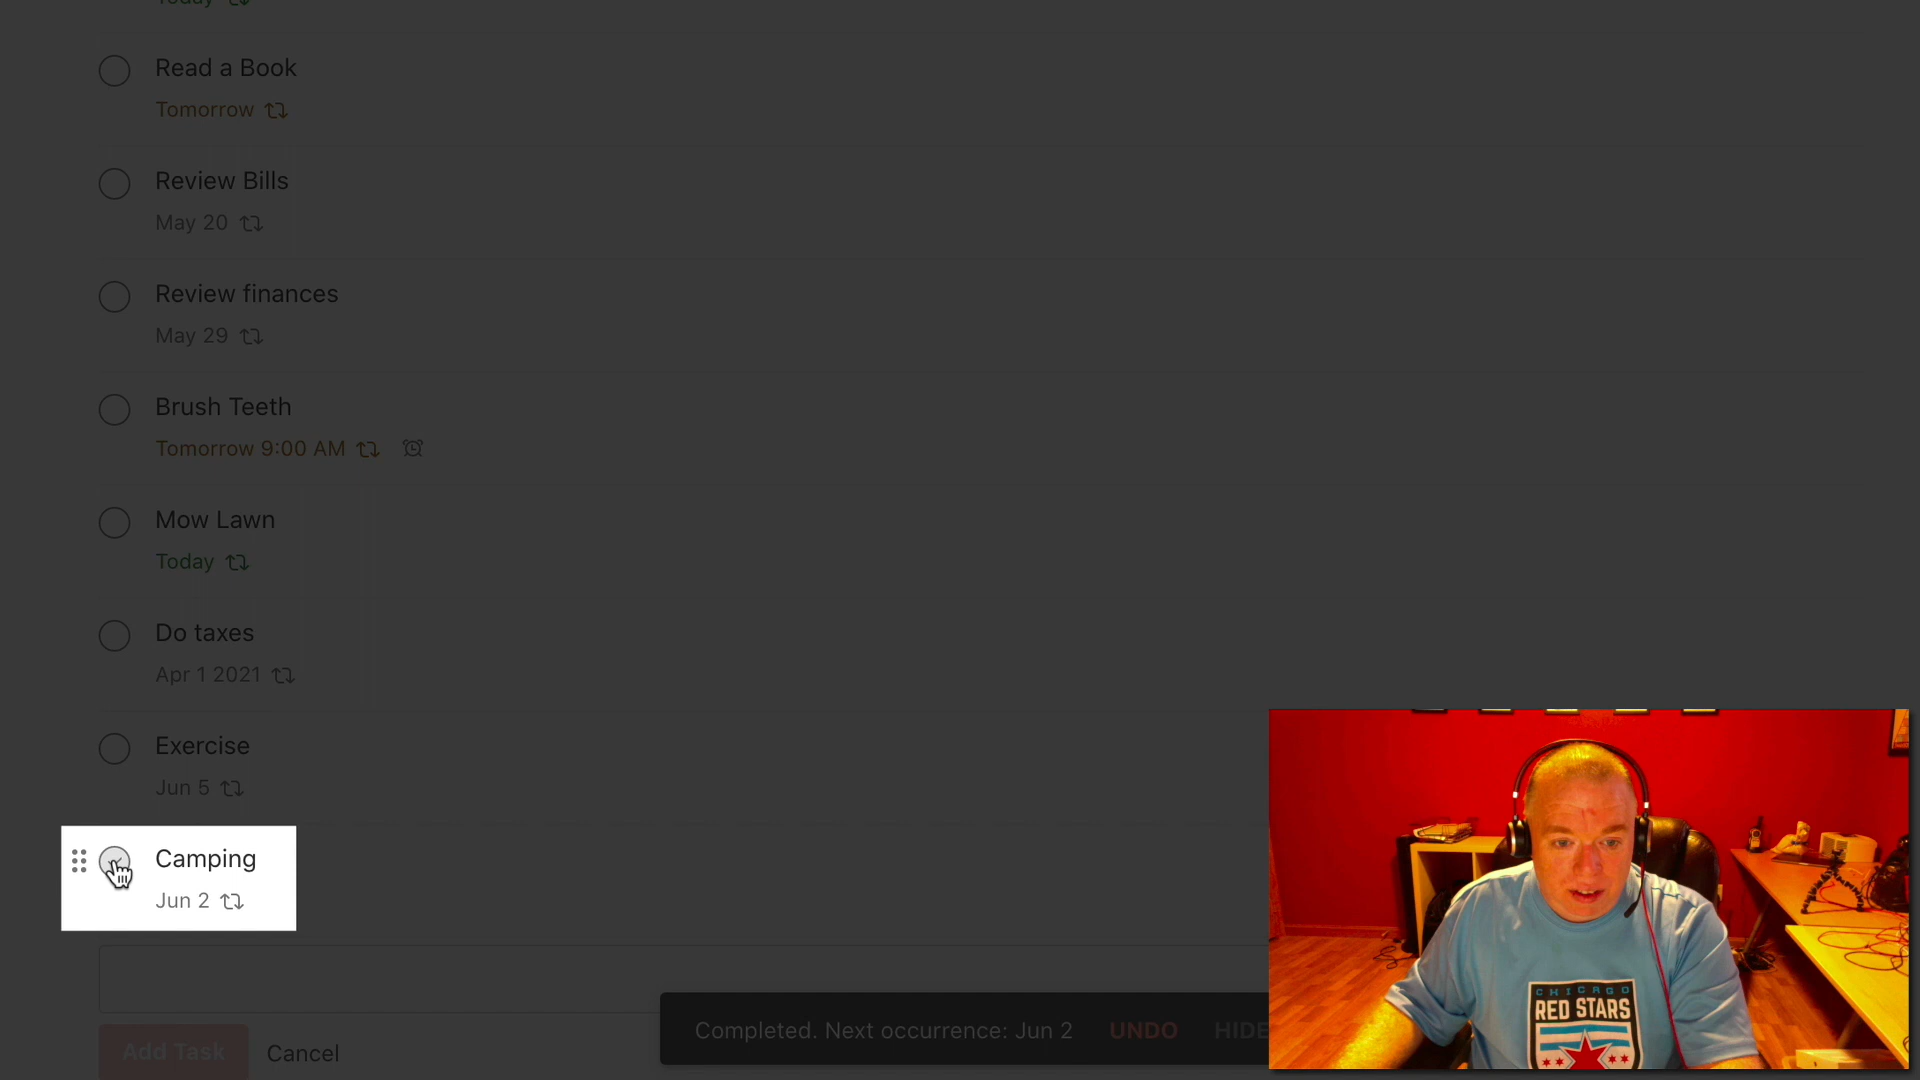 Today
Read a Book
Tomorrow
Review Bills
May 20
Review finances
May 29
Brush Teeth
Tomorrow 9:00 AM
Mow Lawn
Today
Do taxes
Apr 1 2021
Exercise
Jun 5
Camping
Jun 2
Completed. Next occurrence: Jun 2 UNDO HIDE
Add Task Cancel
CHICAGO
RED STARS